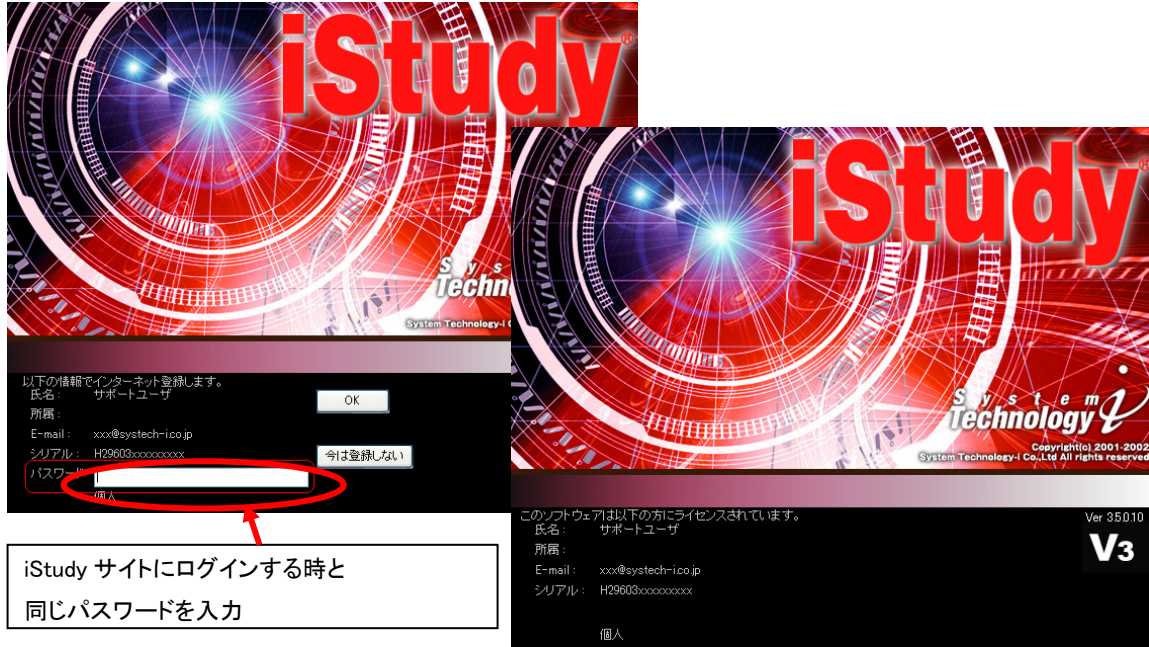 iStudy®
Sys
Techn
System Technology-i C
以下の情報でインターネット登録します。
氏名: サポートユーザ
OK
所属:
E-mail: xxx@systech-i.co.jp
シリアル: H29603xxxxxxxxx
今は登録しない
パスワード
個人
iStudy サイトにログインする時と
同じパスワードを入力
iStudy®
System i
Technology
Copyright(c) 2001-2002
System Technology-i Co.,Ltd All rights reserved
このソフトウェアは以下の方にライセンスされています。
Ver 3.5.0.10
氏名: サポートユーザ
V3
所属:
E-mail: xxx@systech-i.co.jp
シリアル: H29603xxxxxxxxx
個人